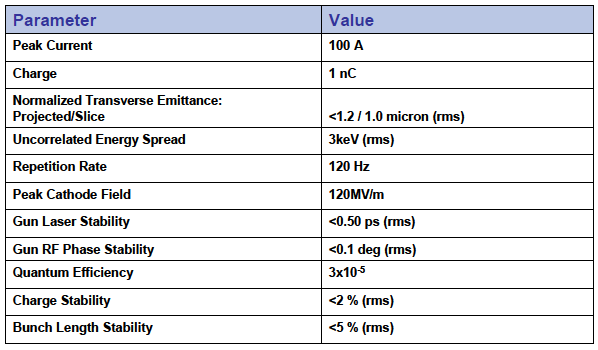 Parameter Value
Peak Current 100 A
Charge 1 nC
Normalized Transverse Emittance:
Projected/Slice <1.2 / 1.0 micron (rms)
Uncorrelated Energy Spread 3keV (rms)
Repetition Rate 120 Hz
Peak Cathode Field 120MV/m
Gun Laser Stability <0.50 ps (rms)
Gun RF Phase Stability <0.1 deg (rms)
Quantum Efficiency 3x10-5
Charge Stability <2 % (rms)
Bunch Length Stability <5 % (rms)